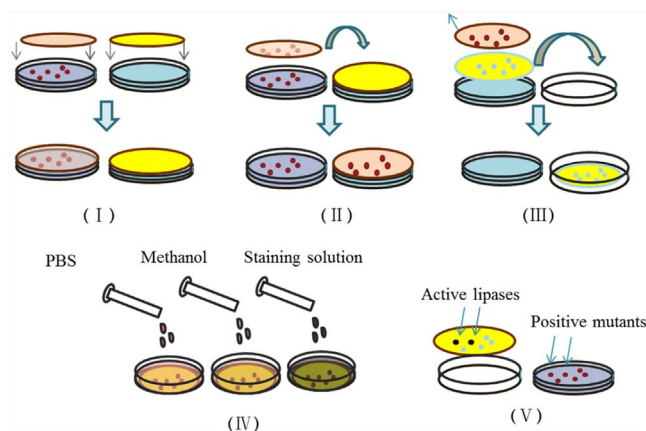 (Ⅰ)
(Ⅱ)
(Ⅲ)
PBS
Methanol
Staining solution
(Ⅳ)
Active lipases
Positive mutants
(Ⅴ)